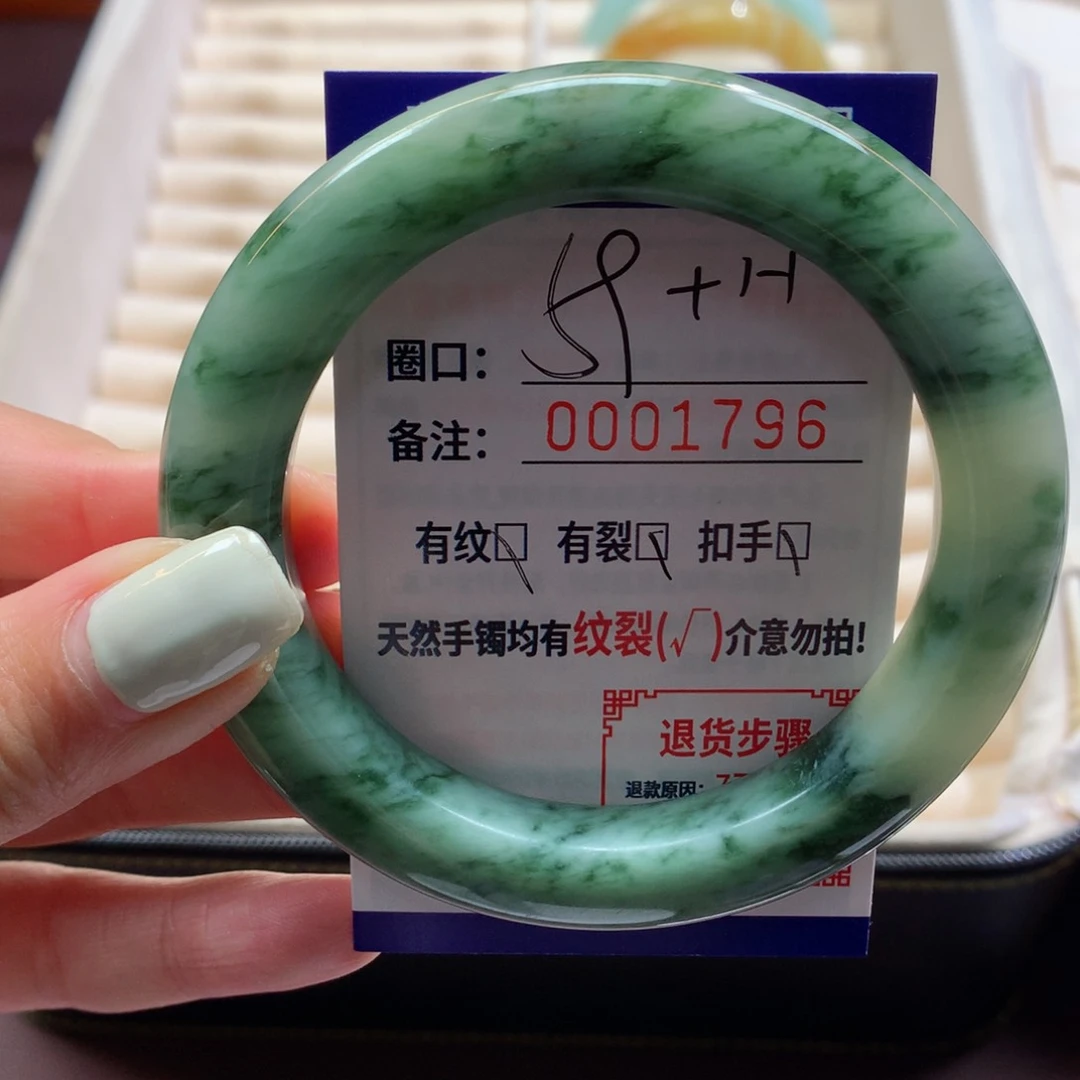 59 +H
圈口：
备注： 0001796
有纹□ 有裂□ 扣手□
天然手镯均有纹裂(√)介意勿拍!
退货步骤
退款原因：